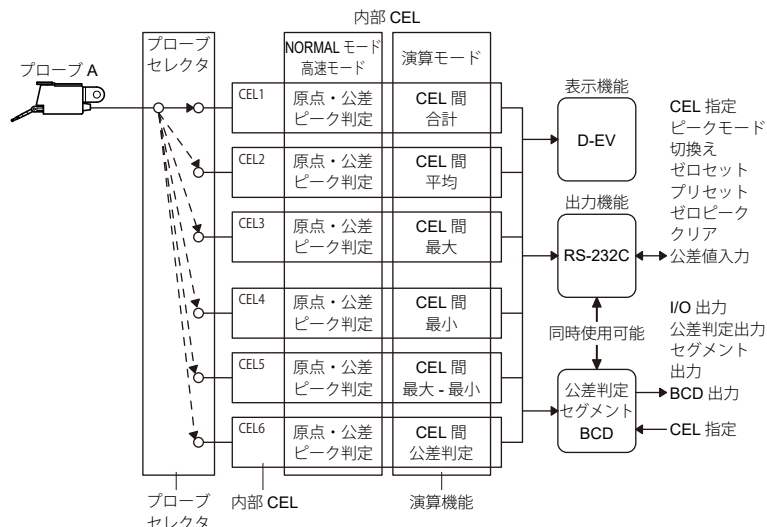 内部 CEL
プローブ
セレクタ
NORMAL モード
高速モード
演算モード
プローブ A
CEL1
原点・公差
ピーク判定
CEL 間
合計
CEL2
原点・公差
ピーク判定
CEL 間
平均
CEL3
原点・公差
ピーク判定
CEL 間
最大
CEL4
原点・公差
ピーク判定
CEL 間
最小
CEL5
原点・公差
ピーク判定
CEL 間
最大 - 最小
CEL6
原点・公差
ピーク判定
CEL 間
公差判定
プローブ
セレクタ
内部 CEL
演算機能
表示機能
D-EV
出力機能
RS-232C
同時使用可能
公差判定
セグメント
BCD
CEL 指定
ピークモード
切換え
ゼロセット
プリセット
ゼロピーク
クリア
公差値入力
I/O 出力
公差判定出力
セグメント
出力
BCD 出力
CEL 指定